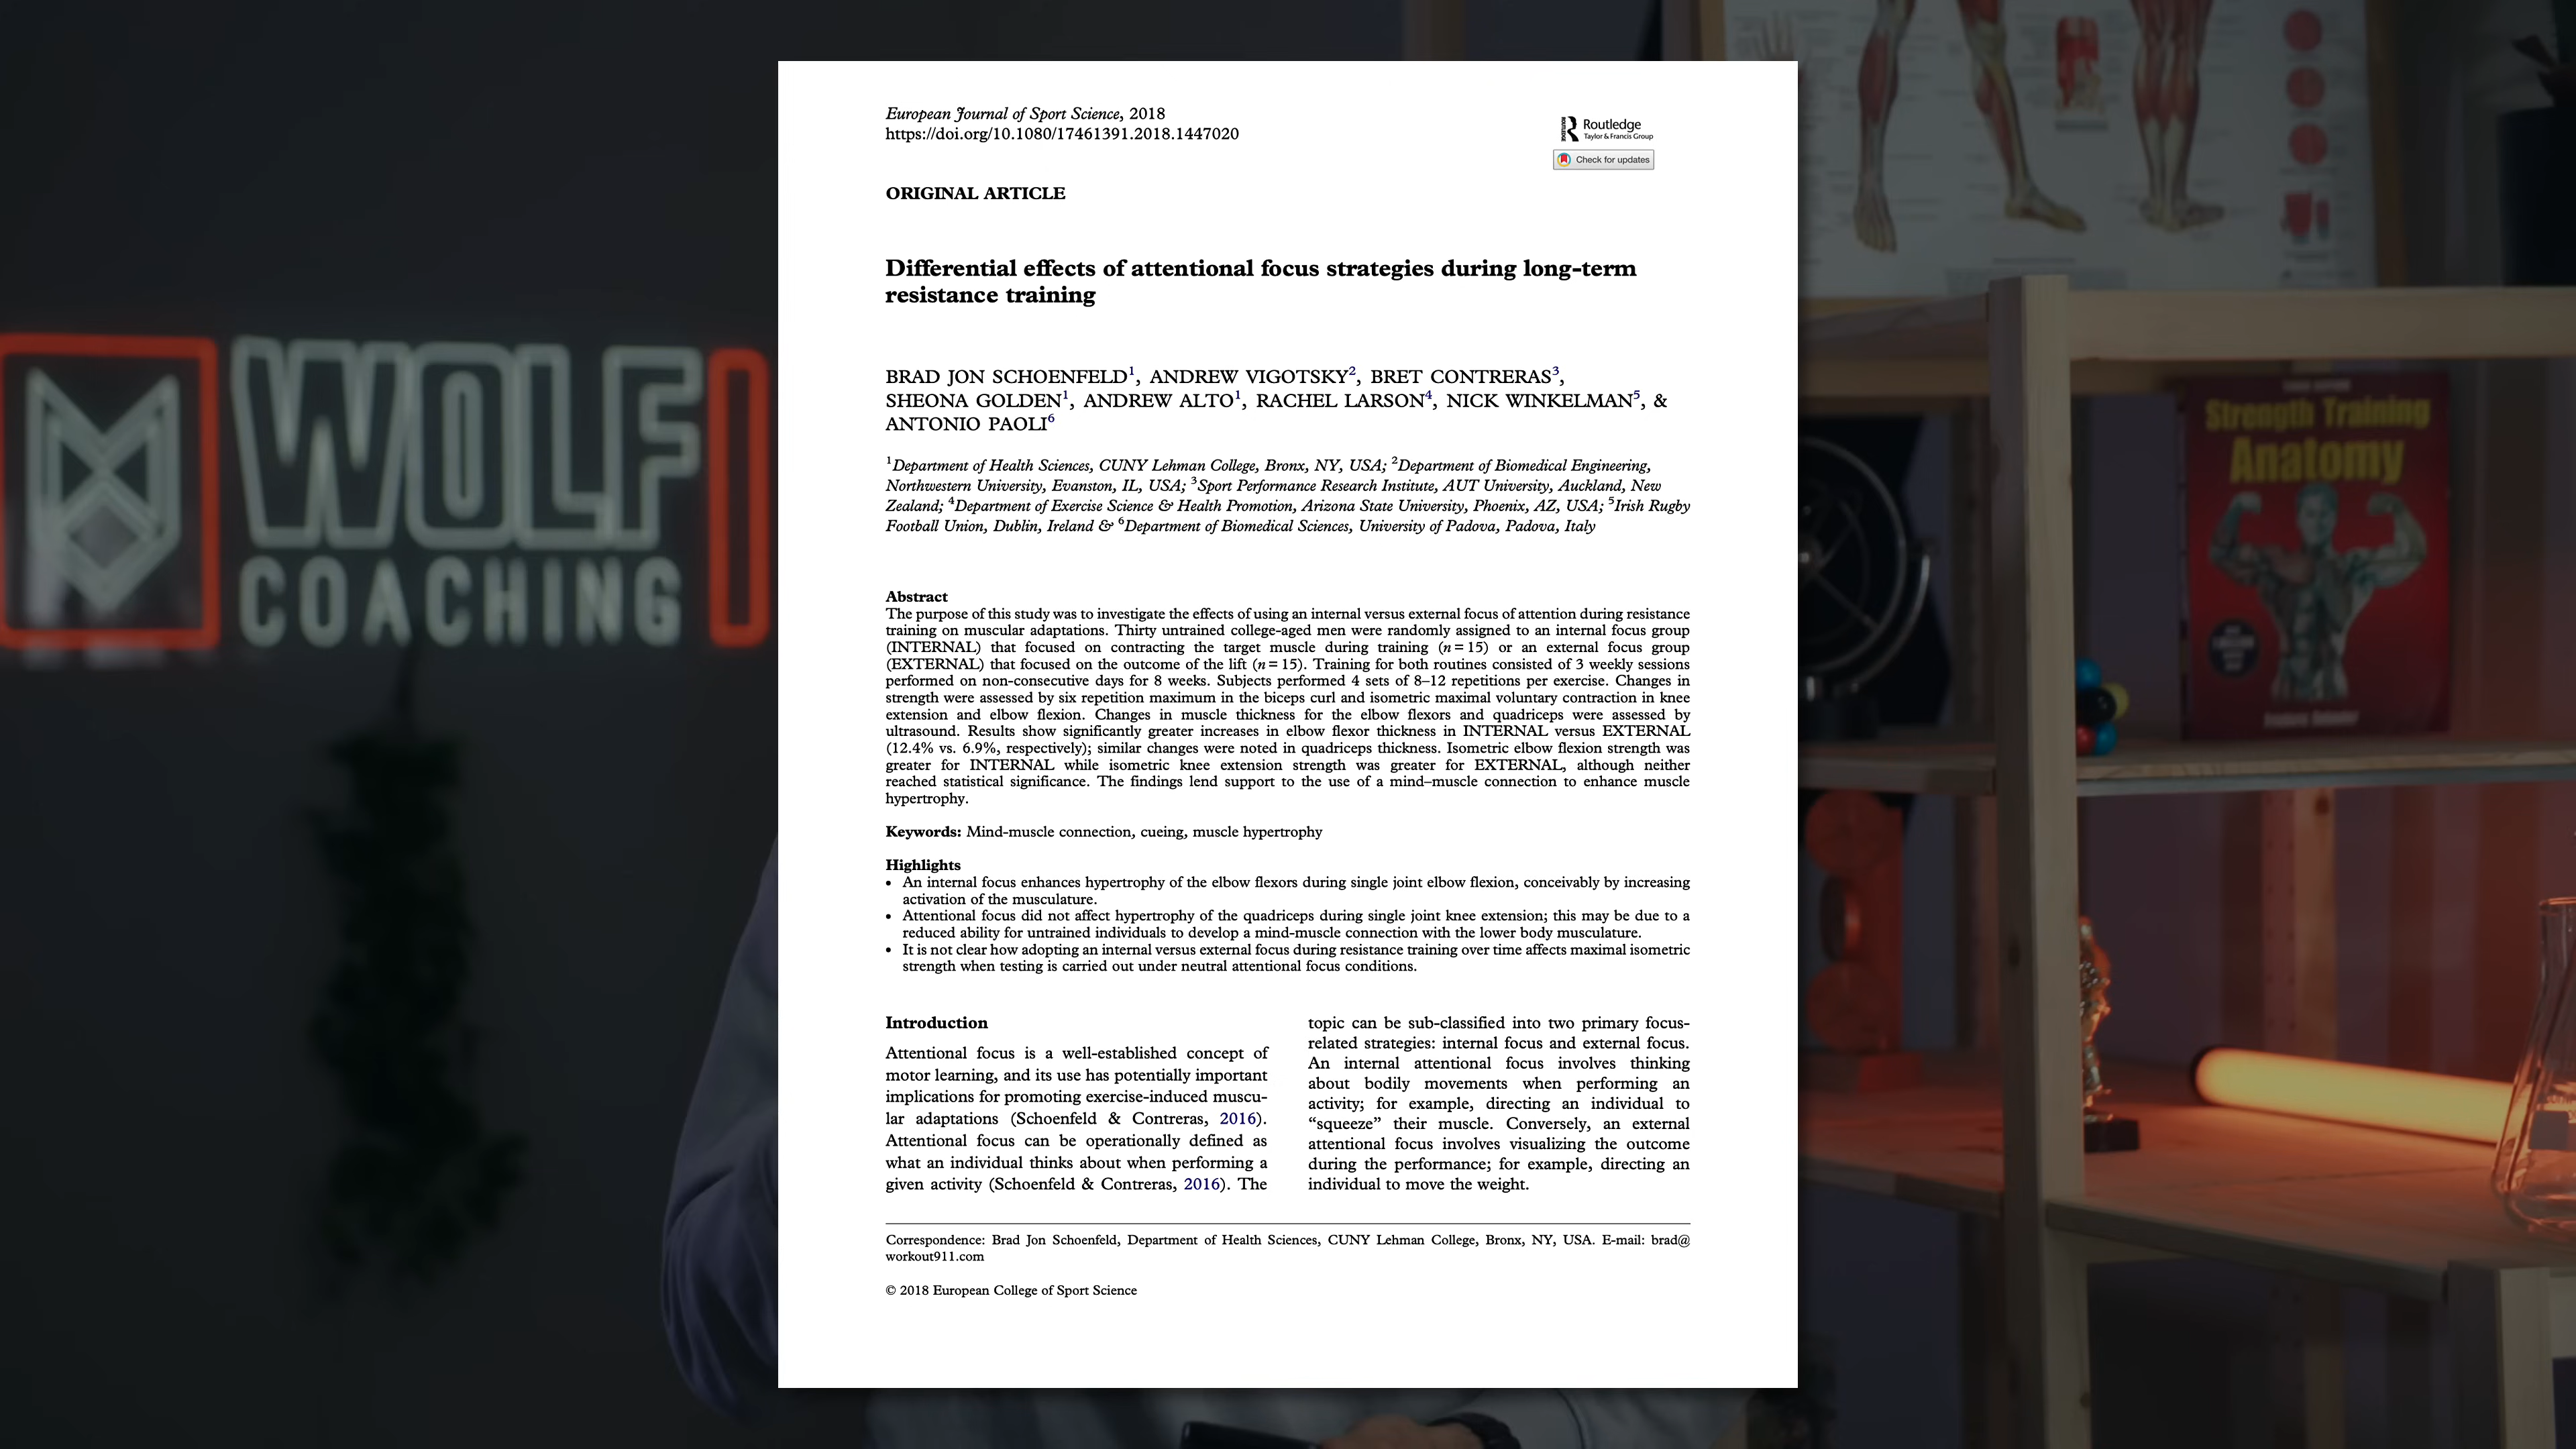 WOLF
COACHING
European Journal of Sport Science, 2018
https://doi.org/10.1080/17461391.2018.1447020
Routledge
Taylor & Francis Group
Check for updates
ORIGINAL ARTICLE
Differential effects of attentional focus strategies during long-term
resistance training
BRAD JON SCHOENFELD1, ANDREW VIGOTSKY2, BRET CONTRERAS3,
SHEONA GOLDEN1, ANDREW ALTO1, RACHEL LARSON4, NICK WINKELMAN5, &
ANTONIO PAOLI6
1Department of Health Sciences, CUNY Lehman College, Bronx, NY, USA; 2Department of Biomedical Engineering,
Northwestern University, Evanston, IL, USA; 3Sport Performance Research Institute, AUT University, Auckland, New
Zealand; 4Department of Exercise Science & Health Promotion, Arizona State University, Phoenix, AZ, USA; 5Irish Rugby
Football Union, Dublin, Ireland & 6Department of Biomedical Sciences, University of Padova, Padova, Italy
Abstract
The purpose of this study was to investigate the effects of using an internal versus external focus of attention during resistance
training on muscular adaptations. Thirty untrained college-aged men were randomly assigned to an internal focus group
(INTERNAL) that focused on contracting the target muscle during training (n = 15) or an external focus group
(EXTERNAL) that focused on the outcome of the lift (n = 15). Training for both routines consisted of 3 weekly sessions
performed on non-consecutive days for 8 weeks. Subjects performed 4 sets of 8–12 repetitions per exercise. Changes in
strength were assessed by six repetition maximum in the biceps curl and isometric maximal voluntary contraction in knee
extension and elbow flexion. Changes in muscle thickness for the elbow flexors and quadriceps were assessed by
ultrasound. Results show significantly greater increases in elbow flexor thickness in INTERNAL versus EXTERNAL
(12.4% vs. 6.9%, respectively); similar changes were noted in quadriceps thickness. Isometric elbow flexion strength was
greater for INTERNAL while isometric knee extension strength was greater for EXTERNAL, although neither
reached statistical significance. The findings lend support to the use of a mind–muscle connection to enhance muscle
hypertrophy.
Keywords: Mind-muscle connection, cueing, muscle hypertrophy
Highlights
• An internal focus enhances hypertrophy of the elbow flexors during single joint elbow flexion, conceivably by increasing
activation of the musculature.
• Attentional focus did not affect hypertrophy of the quadriceps during single joint knee extension; this may be due to a
reduced ability for untrained individuals to develop a mind-muscle connection with the lower body musculature.
• It is not clear how adopting an internal versus external focus during resistance training over time affects maximal isometric
strength when testing is carried out under neutral attentional focus conditions.
Introduction
Attentional focus is a well-established concept of
motor learning, and its use has potentially important
implications for promoting exercise-induced muscu-
lar adaptations (Schoenfeld & Contreras, 2016).
Attentional focus can be operationally defined as
what an individual thinks about when performing a
given activity (Schoenfeld & Contreras, 2016). The
topic can be sub-classified into two primary focus-
related strategies: internal focus and external focus.
An internal attentional focus involves thinking
about bodily movements when performing an
activity; for example, directing an individual to
“squeeze” their muscle. Conversely, an external
attentional focus involves visualizing the outcome
during the performance; for example, directing an
individual to move the weight.
Correspondence: Brad Jon Schoenfeld, Department of Health Sciences, CUNY Lehman College, Bronx, NY, USA. E-mail: brad@
workout911.com
© 2018 European College of Sport Science
Strength Training
Anatomy